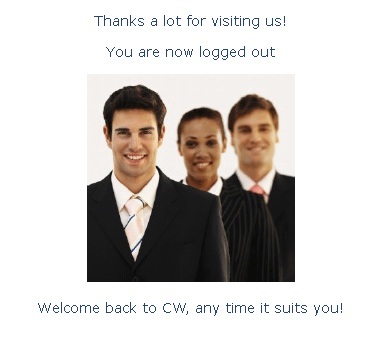 Thanks a lot for visiting us!
You are now logged out
Welcome back to CW, any time it suits you!